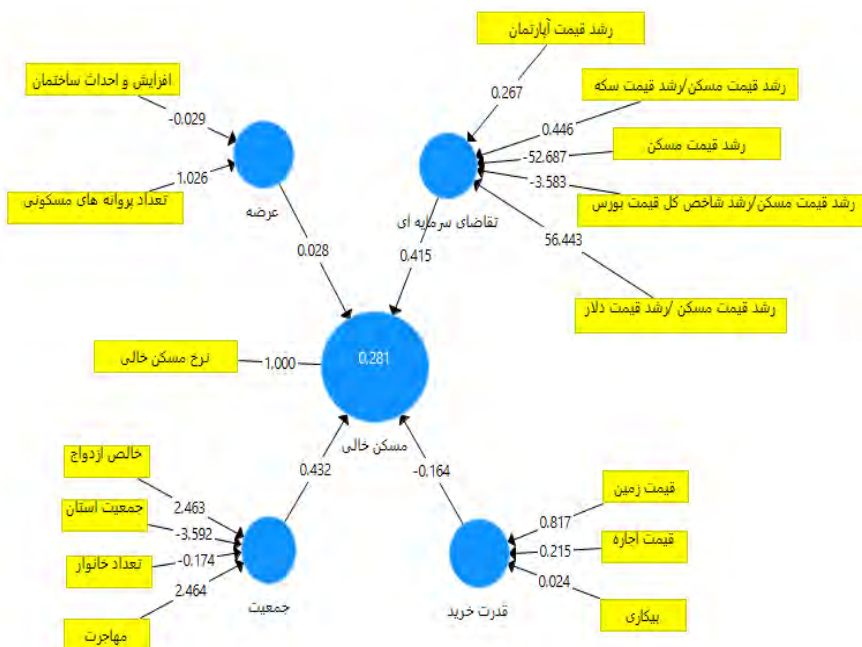 رشد قیمت آپارتمان
افزایش و احداث ساختمان
رشد قیمت مسکن/رشد قیمت سکه
0.267
-0.029
0.446
رشد قیمت مسکن
-52.687
1.026
-3.583
تعداد پروانه های مسکونی
رشد قیمت مسکن/رشد شاخص کل قیمت بورس
عرضه
تقاضای سرمایه ای
56.443
0.028
0.415
رشد قیمت مسکن /رشد قیمت دلار
نرخ مسکن خالی
1.000
0.281
مسکن خالی
خالص ازدواج
0.432
-0.164
2.463
قیمت زمین
جمعیت استان
0.817
-3.592
قیمت اجاره
0.215
تعداد خانوار
-0.174
0.024
2.464
بیکاری
جمعیت
قدرت خرید
مهاجرت